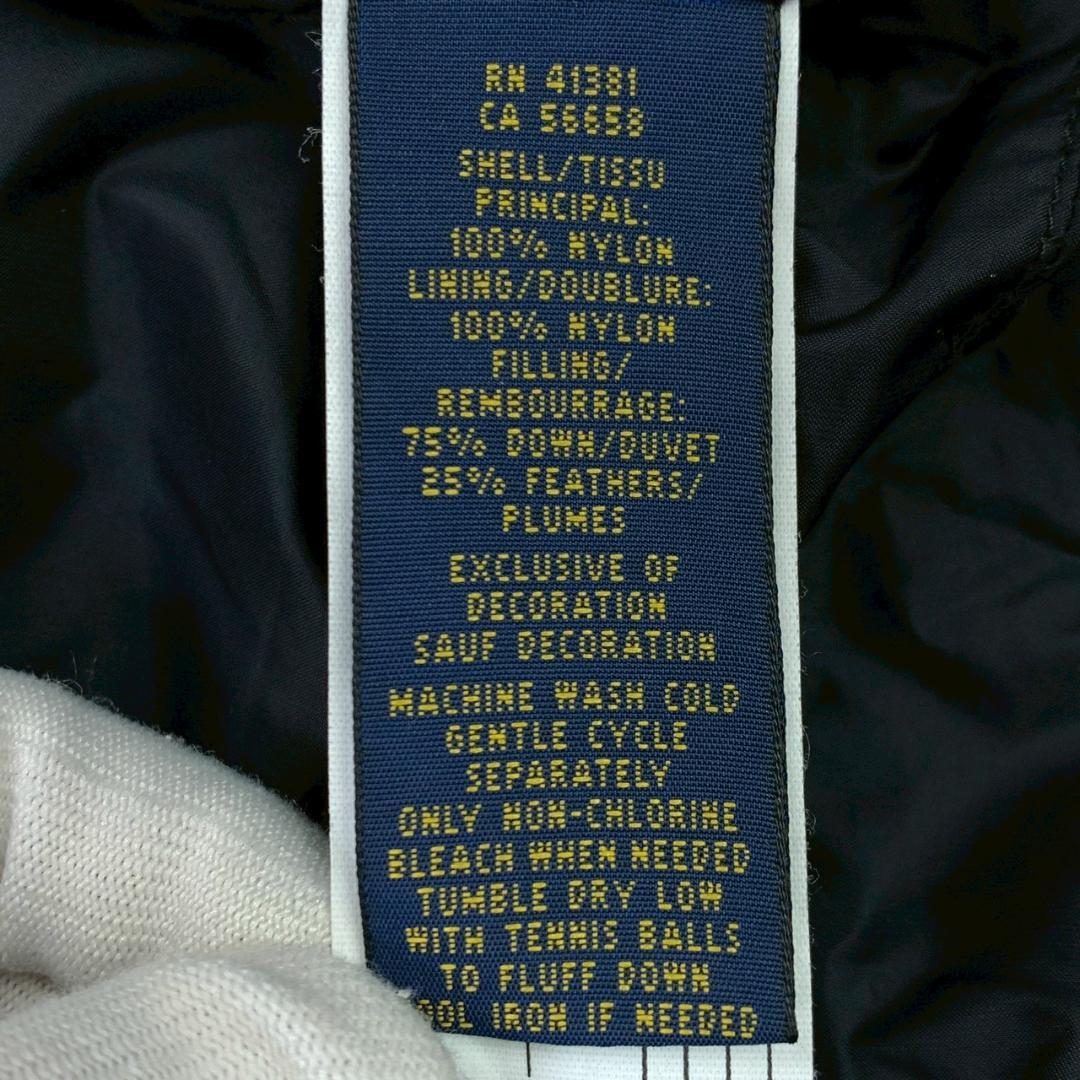 RN 41381
CA 56658
SHELL/TISSU
PRINCIPAL:
100% NYLON
LINING/DOUBLURE:
100% NYLON
FILLING/
REMBOURRAGE:
75% DOWN/DUVET
25% FEATHERS/
PLUMES
EXCLUSIVE OF
DECORATION
SAUF DECORATION
MACHINE WASH COLD
GENTLE CYCLE
SEPARATELY
ONLY NON-CHLORINE
BLEACH WHEN NEEDED
TUMBLE DRY LOW
WITH TENNIS BALLS
TO FLUFF DOWN
IRON IF NEEDED